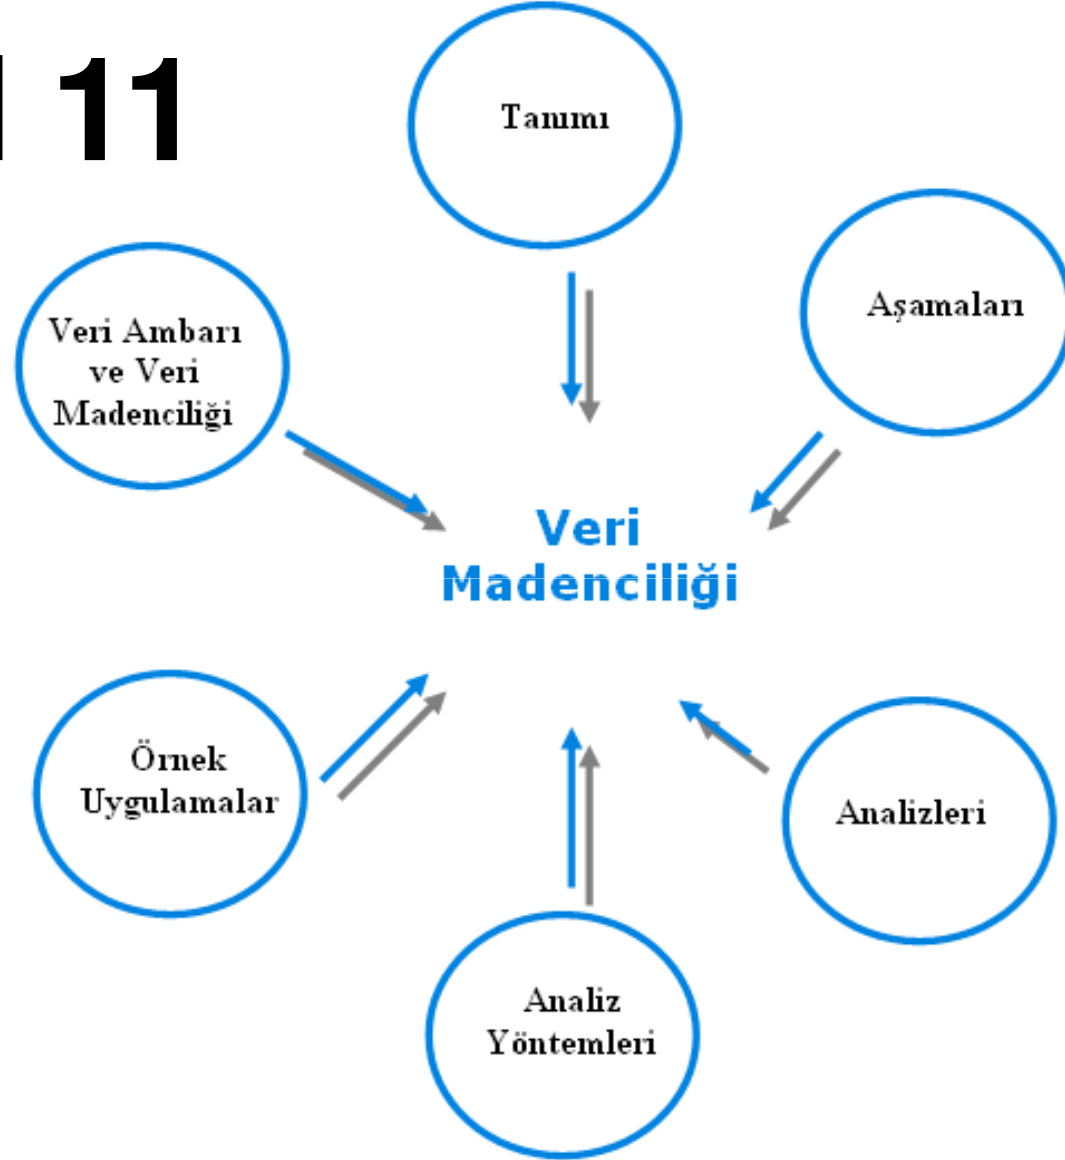 11
Tanımı
Aşamaları
Veri Ambarı
ve Veri
Madenciliği
Veri
Madenciliği
Örnek
Uygulamalar
Analizleri
Analiz
Yöntemleri